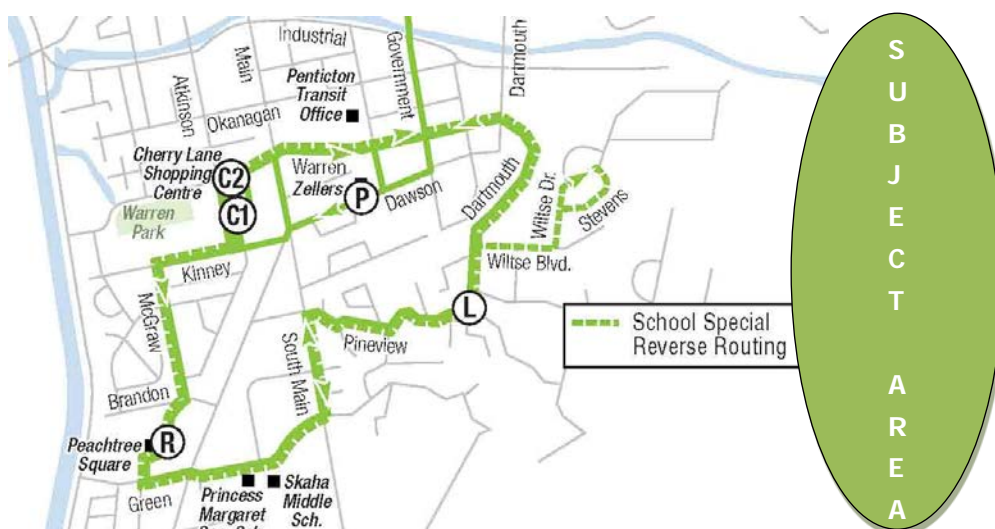 Industrial
Main
Government
Dartmouth
Atkinson
Penticton
Transit
Office
Okanagan
Cherry Lane
Shopping
Centre
C2
C1
Warren
Zellers
P
Dawson
Dartmouth
Wiltse Dr.
Stevens
Warren
Park
Kinney
Wiltse Blvd.
L
McGraw
South Main
Pineview
School Special
Reverse Routing
Brandon
Peachtree
Square
R
Green
Princess
Margaret
Skaha
Middle
Sch.
S
U
B
J
E
C
T
A
R
E
A